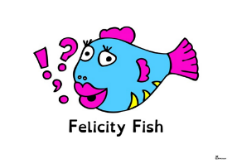 ! ? ; ,
Felicity Fish